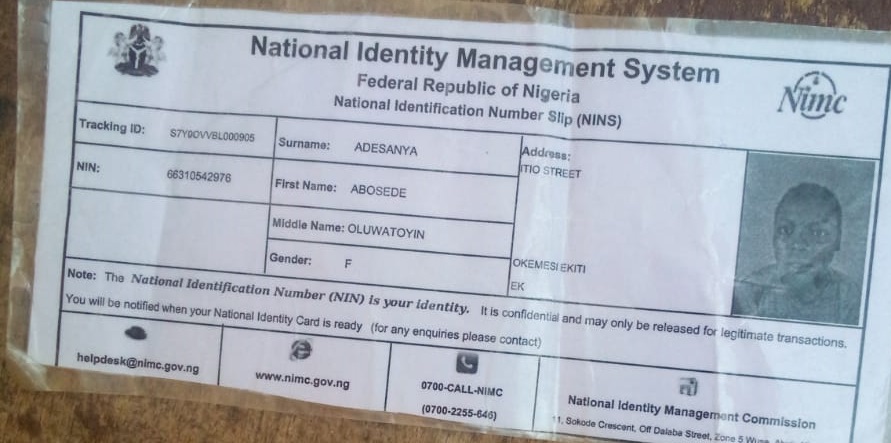 National Identity Management System
Federal Republic of Nigeria
National Identification Number Slip (NINS)
Nimc
Tracking ID: S7Y0OVVBL000905
Surname: ADESANYA
Address:
ITIO STREET
NIN: 66310542976
First Name: ABOSEDE
Middle Name: OLUWATOYIN
Gender: F
OKEMESI EKITI
EK
Note: The National Identification Number (NIN) is your identity. It is confidential and may only be released for legitimate transactions.
You will be notified when your National Identity Card is ready (for any enquiries please contact)
helpdesk@nimc.gov.ng
www.nimc.gov.ng
0700-CALL-NIMC
(0700-2255-646)
National Identity Management Commission
11, Sokode Crescent, Off Dalaba Street, Zone 5